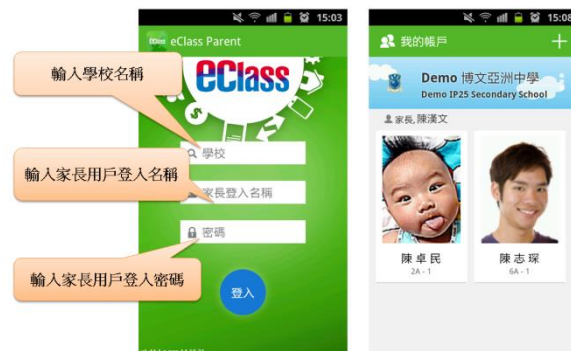 15:03
eClass Parent
eClass
輸入學校名稱
學校
輸入家長用戶登入名稱
家長登入名稱
密碼
輸入家長用戶登入密碼
登入
15:08
我的帳戶
Demo 博文亞洲中學
Demo IP25 Secondary School
家長, 陳漢文
陳卓民
2A - 1
陳志琛
6A - 1